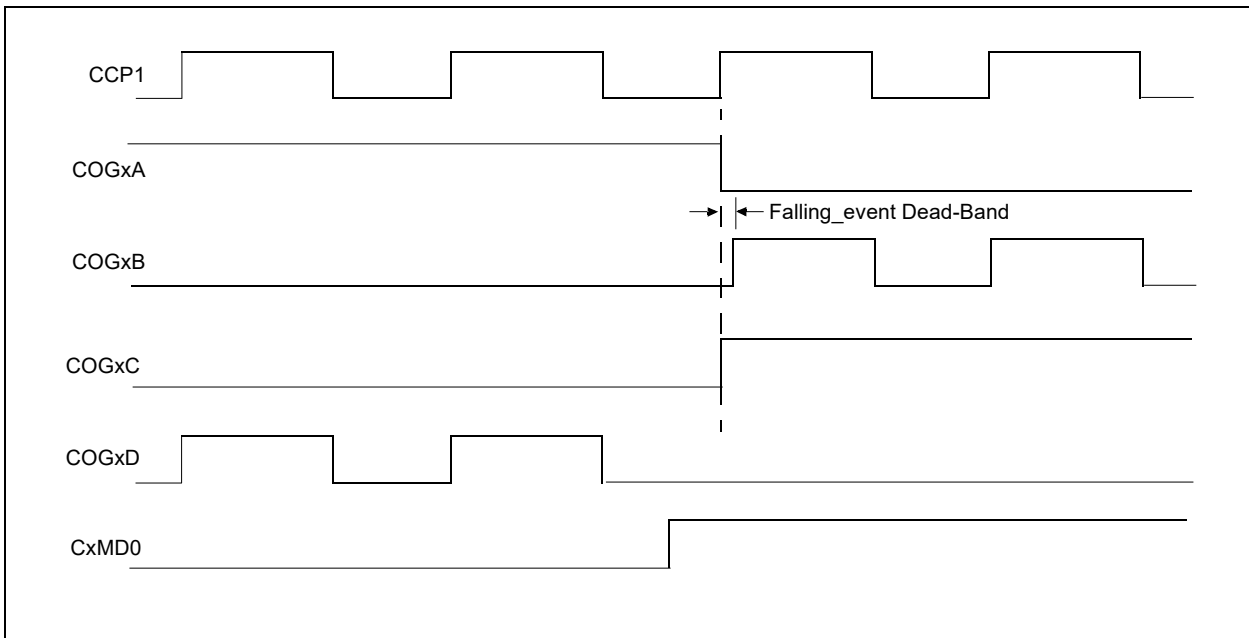 CCP1
COGxA
Falling_event Dead-Band
COGxB
COGxC
COGxD
CxMD0